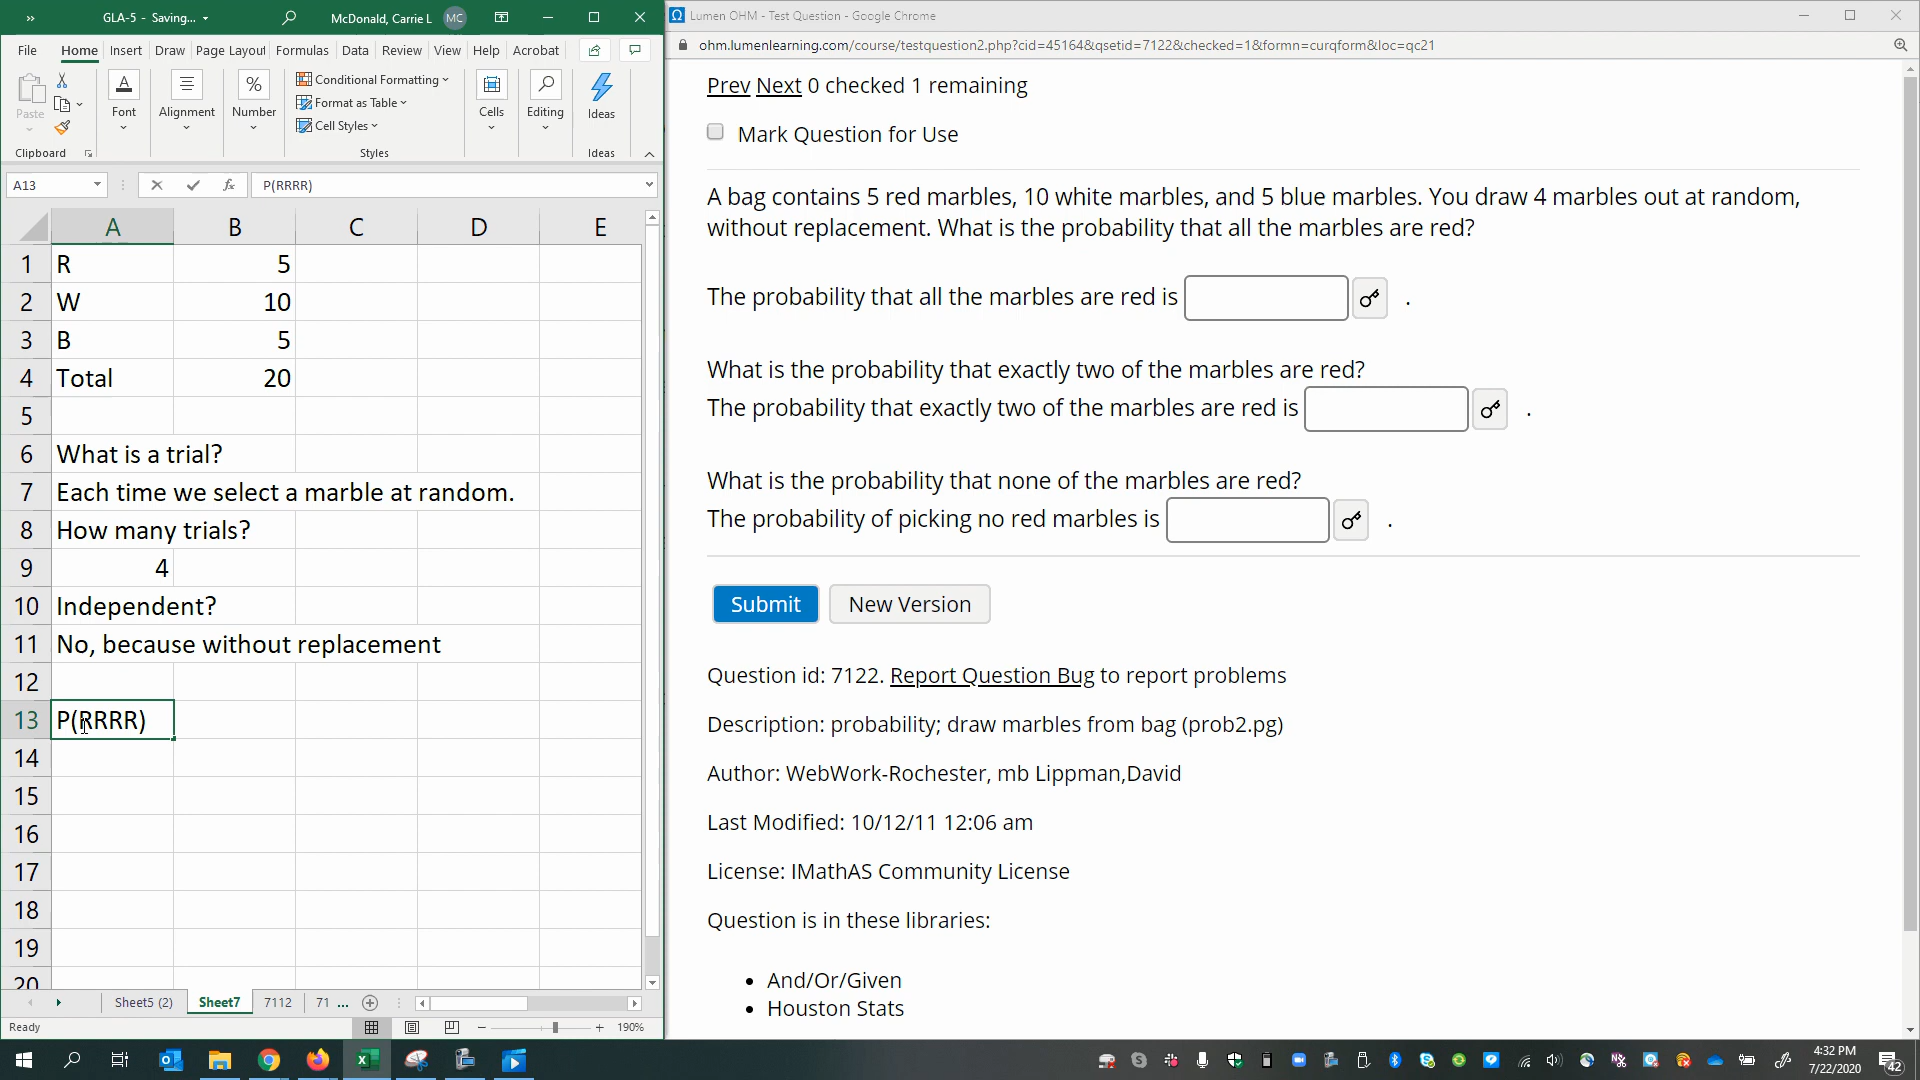 GLA-5 - Saving...
McDonald, Carrie L
MC
File
Home
Insert
Draw
Page Layout
Formulas
Data
Review
View
Help
Acrobat
Paste
Clipboard
Font
Alignment
Number
Conditional Formatting
Format as Table
Cell Styles
Styles
Cells
Editing
Ideas
Ideas
A13
fx
P(RRRR)
A B C D E
1 R 5
2 W 10
3 B 5
4 Total 20
5
6 What is a trial?
7 Each time we select a marble at random.
8 How many trials?
9 4
10 Independent?
11 No, because without replacement
12
13 P(RRRR)
14
15
16
17
18
19
20
Sheet5 (2)
Sheet7
7112
71 ...
Ready
190%
Lumen OHM - Test Question - Google Chrome
ohm.lumenlearning.com/course/testquestion2.php?cid=45164&qsetid=7122&checked=1&formn=curqform&loc=qc21
Prev Next 0 checked 1 remaining
Mark Question for Use
A bag contains 5 red marbles, 10 white marbles, and 5 blue marbles. You draw 4 marbles out at random,
without replacement. What is the probability that all the marbles are red?
The probability that all the marbles are red is .
What is the probability that exactly two of the marbles are red?
The probability that exactly two of the marbles are red is .
What is the probability that none of the marbles are red?
The probability of picking no red marbles is .
Submit
New Version
Question id: 7122. Report Question Bug to report problems
Description: probability; draw marbles from bag (prob2.pg)
Author: WebWork-Rochester, mb Lippman,David
Last Modified: 10/12/11 12:06 am
License: IMathAS Community License
Question is in these libraries:
• And/Or/Given
• Houston Stats
4:32 PM
7/22/2020
42